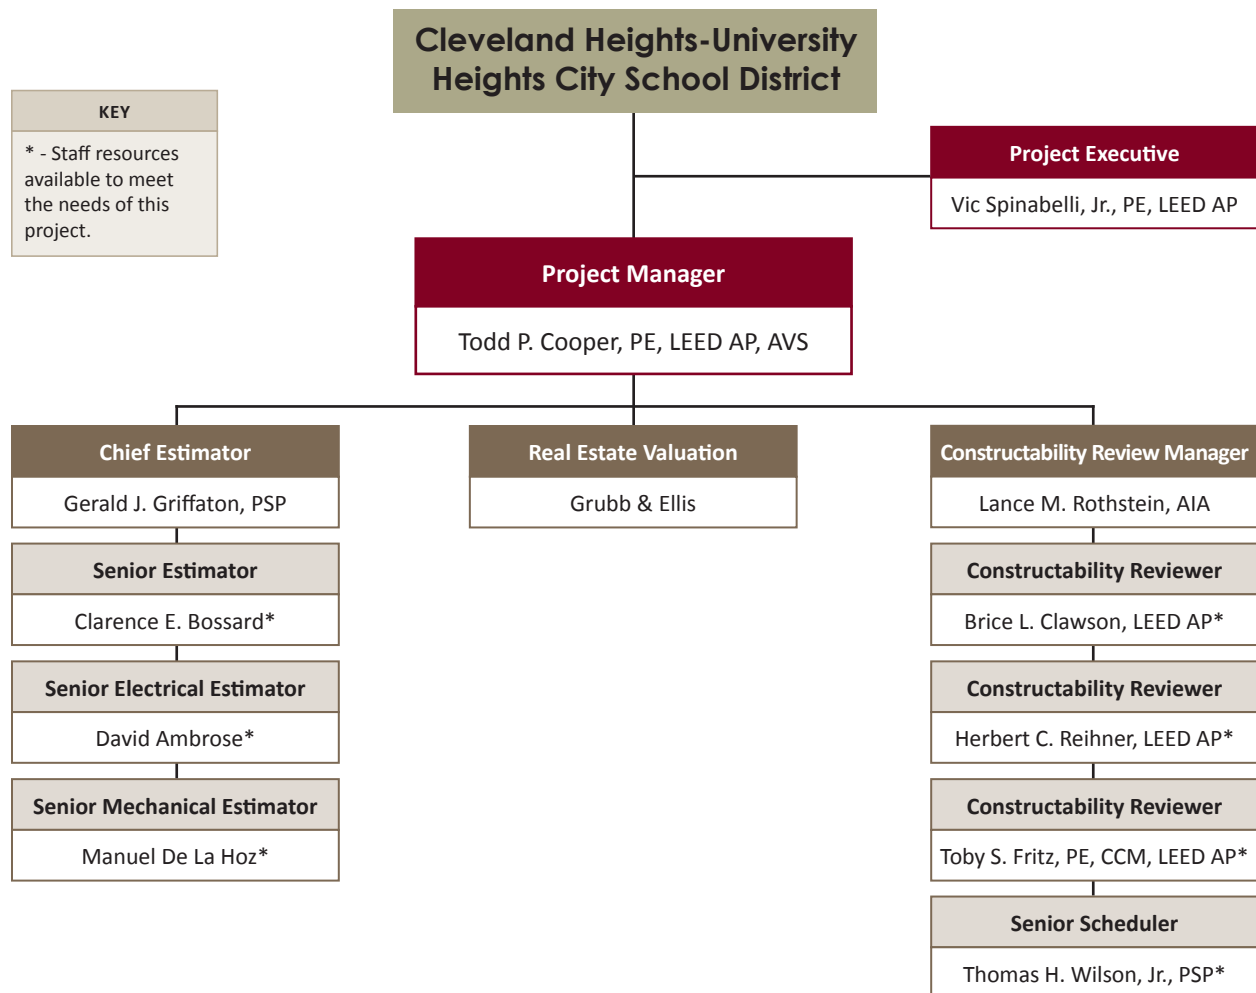 Cleveland Heights-University
Heights City School District
KEY
* - Staff resources
available to meet
the needs of this
project.
Project Executive
Vic Spinabelli, Jr., PE, LEED AP
Project Manager
Todd P. Cooper, PE, LEED AP, AVS
Chief Estimator
Gerald J. Griffaton, PSP
Senior Estimator
Clarence E. Bossard*
Senior Electrical Estimator
David Ambrose*
Senior Mechanical Estimator
Manuel De La Hoz*
Real Estate Valuation
Grubb & Ellis
Constructability Review Manager
Lance M. Rothstein, AIA
Constructability Reviewer
Brice L. Clawson, LEED AP*
Constructability Reviewer
Herbert C. Reihner, LEED AP*
Constructability Reviewer
Toby S. Fritz, PE, CCM, LEED AP*
Senior Scheduler
Thomas H. Wilson, Jr., PSP*